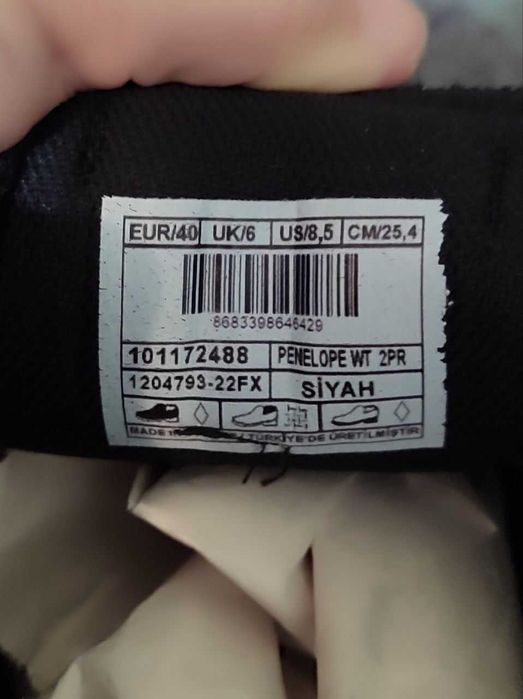 EUR/40 UK/6 US/8,5 CM/25,4
8683398646429
101172488 PENELOPE WT 2PR
1204793-22FX SİYAH
MADE TÜRKİYE'DE ÜRETİLMİŞTİR